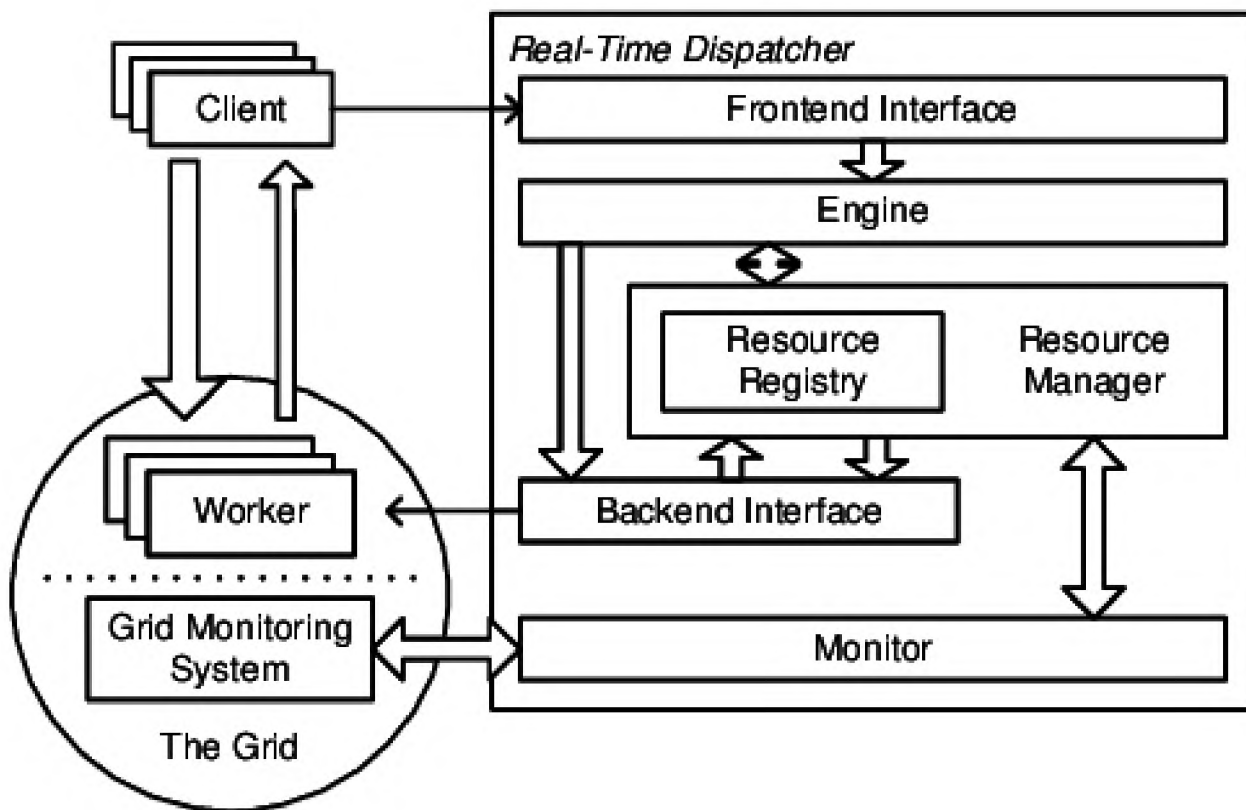 Real-Time Dispatcher
Client
Frontend Interface
Engine
Resource
Registry
Resource
Manager
Worker
Backend Interface
Grid Monitoring
System
Monitor
The Grid